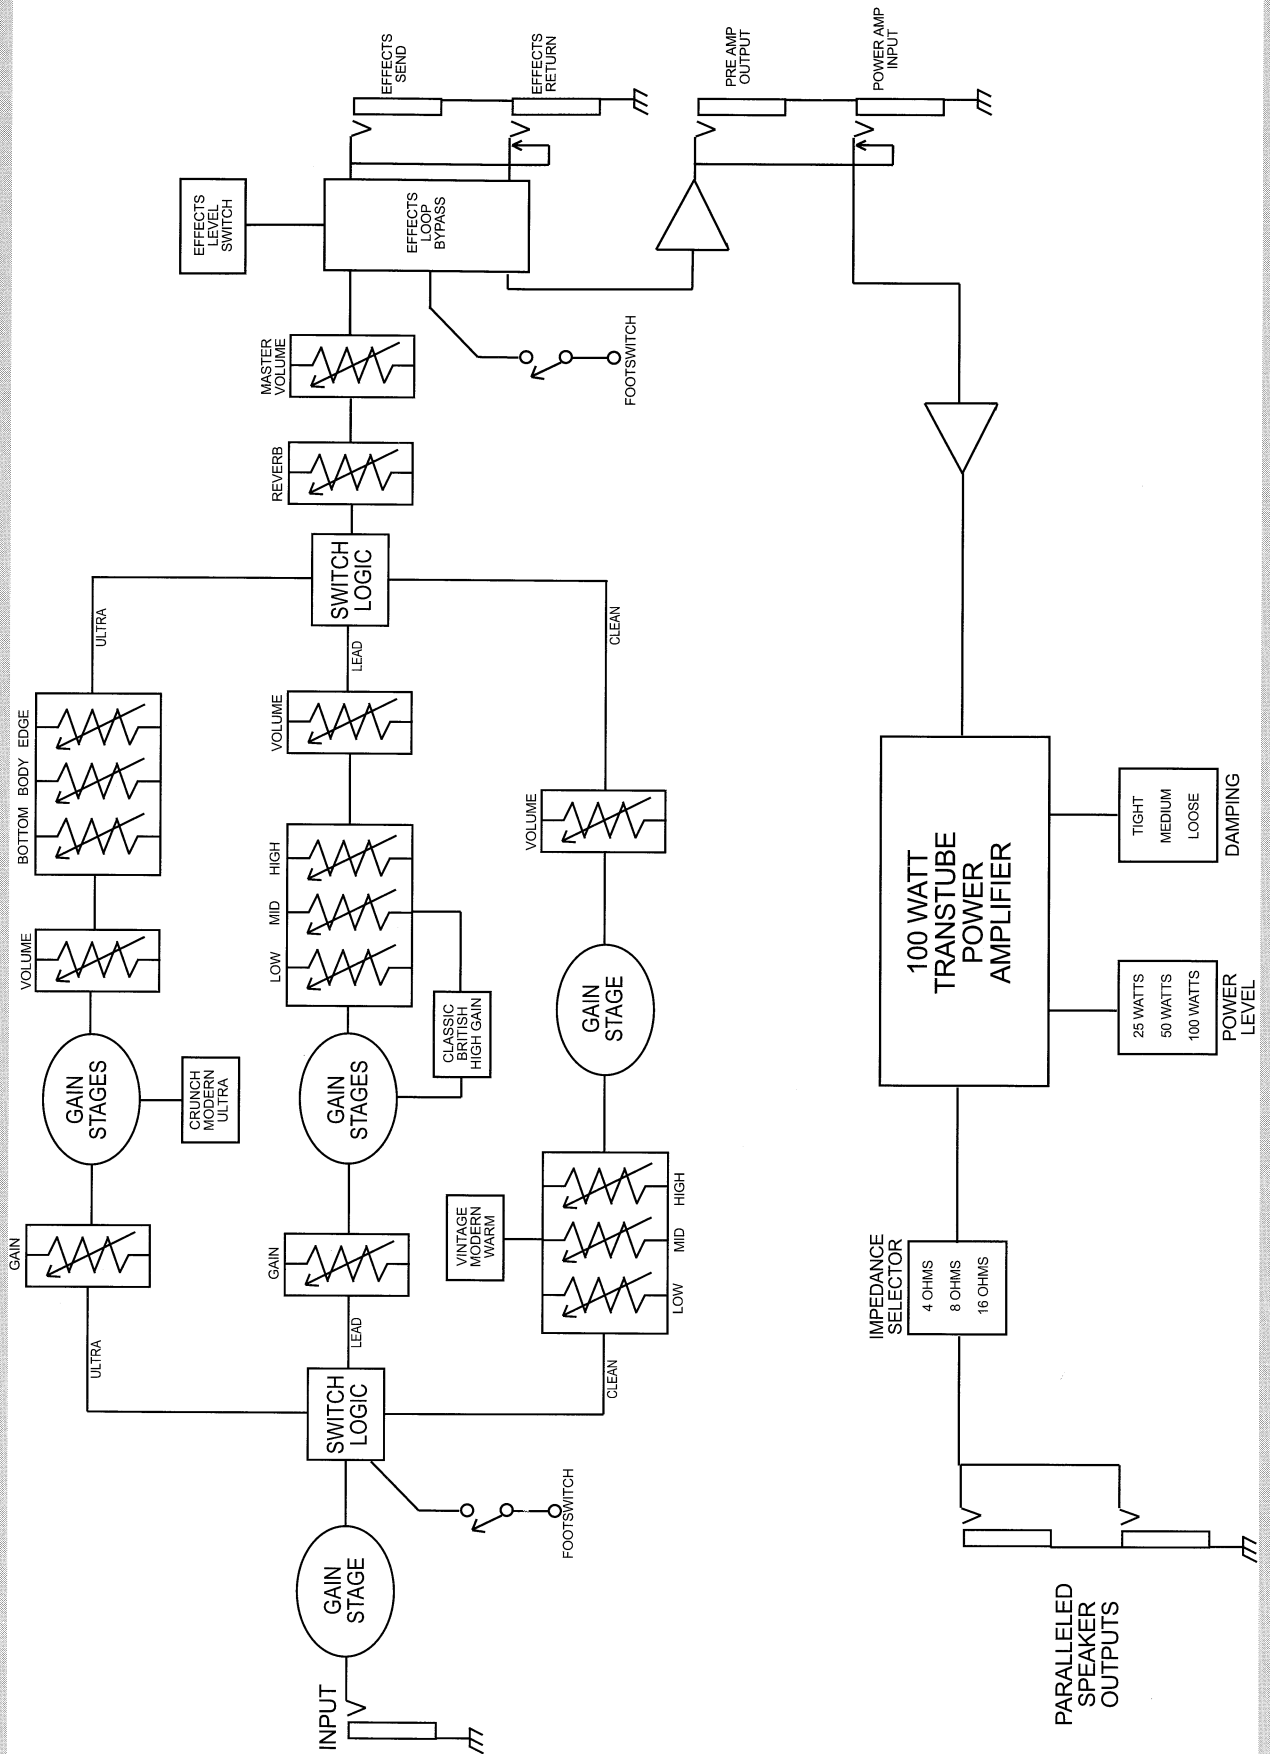 INPUT
GAIN
STAGE
FOOTSWITCH
SWITCH
LOGIC
ULTRA
LEAD
CLEAN
GAIN
GAIN
STAGES
CRUNCH
MODERN
ULTRA
VOLUME
BOTTOM BODY EDGE
ULTRA
GAIN
GAIN
STAGES
CLASSIC
BRITISH
HIGH GAIN
LOW MID HIGH
VOLUME
LEAD
VINTAGE
MODERN
WARM
LOW MID HIGH
GAIN
STAGE
VOLUME
CLEAN
SWITCH
LOGIC
REVERB
MASTER
VOLUME
FOOTSWITCH
EFFECTS
LEVEL
SWITCH
EFFECTS
LOOP
BYPASS
EFFECTS
SEND
EFFECTS
RETURN
PRE AMP
OUTPUT
POWER AMP
INPUT
PARALLELED
SPEAKER
OUTPUTS
IMPEDANCE
SELECTOR
4 OHMS
8 OHMS
16 OHMS
100 WATT
TRANSTUBE
POWER
AMPLIFIER
25 WATTS
50 WATTS
100 WATTS
POWER
LEVEL
TIGHT
MEDIUM
LOOSE
DAMPING